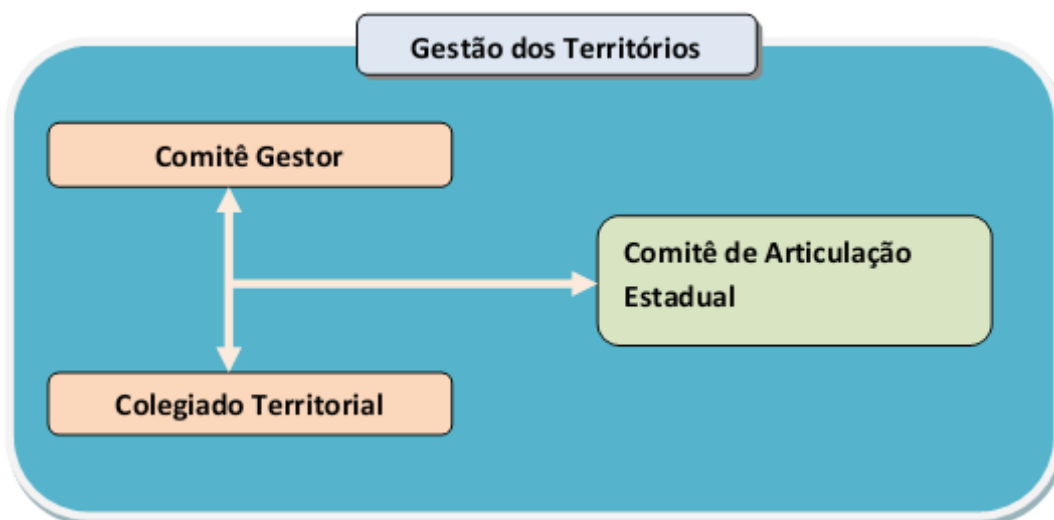 Gestão dos Territórios
Comitê Gestor
Comitê de Articulação
Estadual
Colegiado Territorial